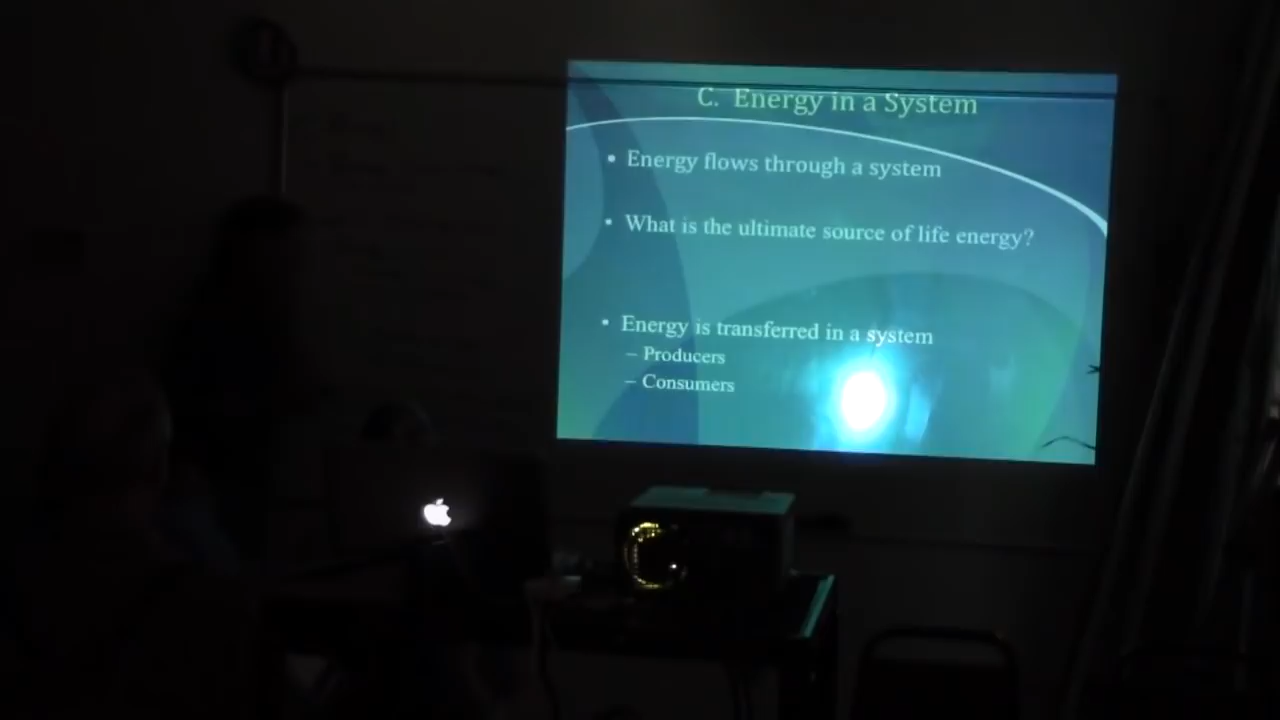 C. Energy in a System
• Energy flows through a system
• What is the ultimate source of life energy?
• Energy is transferred in a system
– Producers
– Consumers